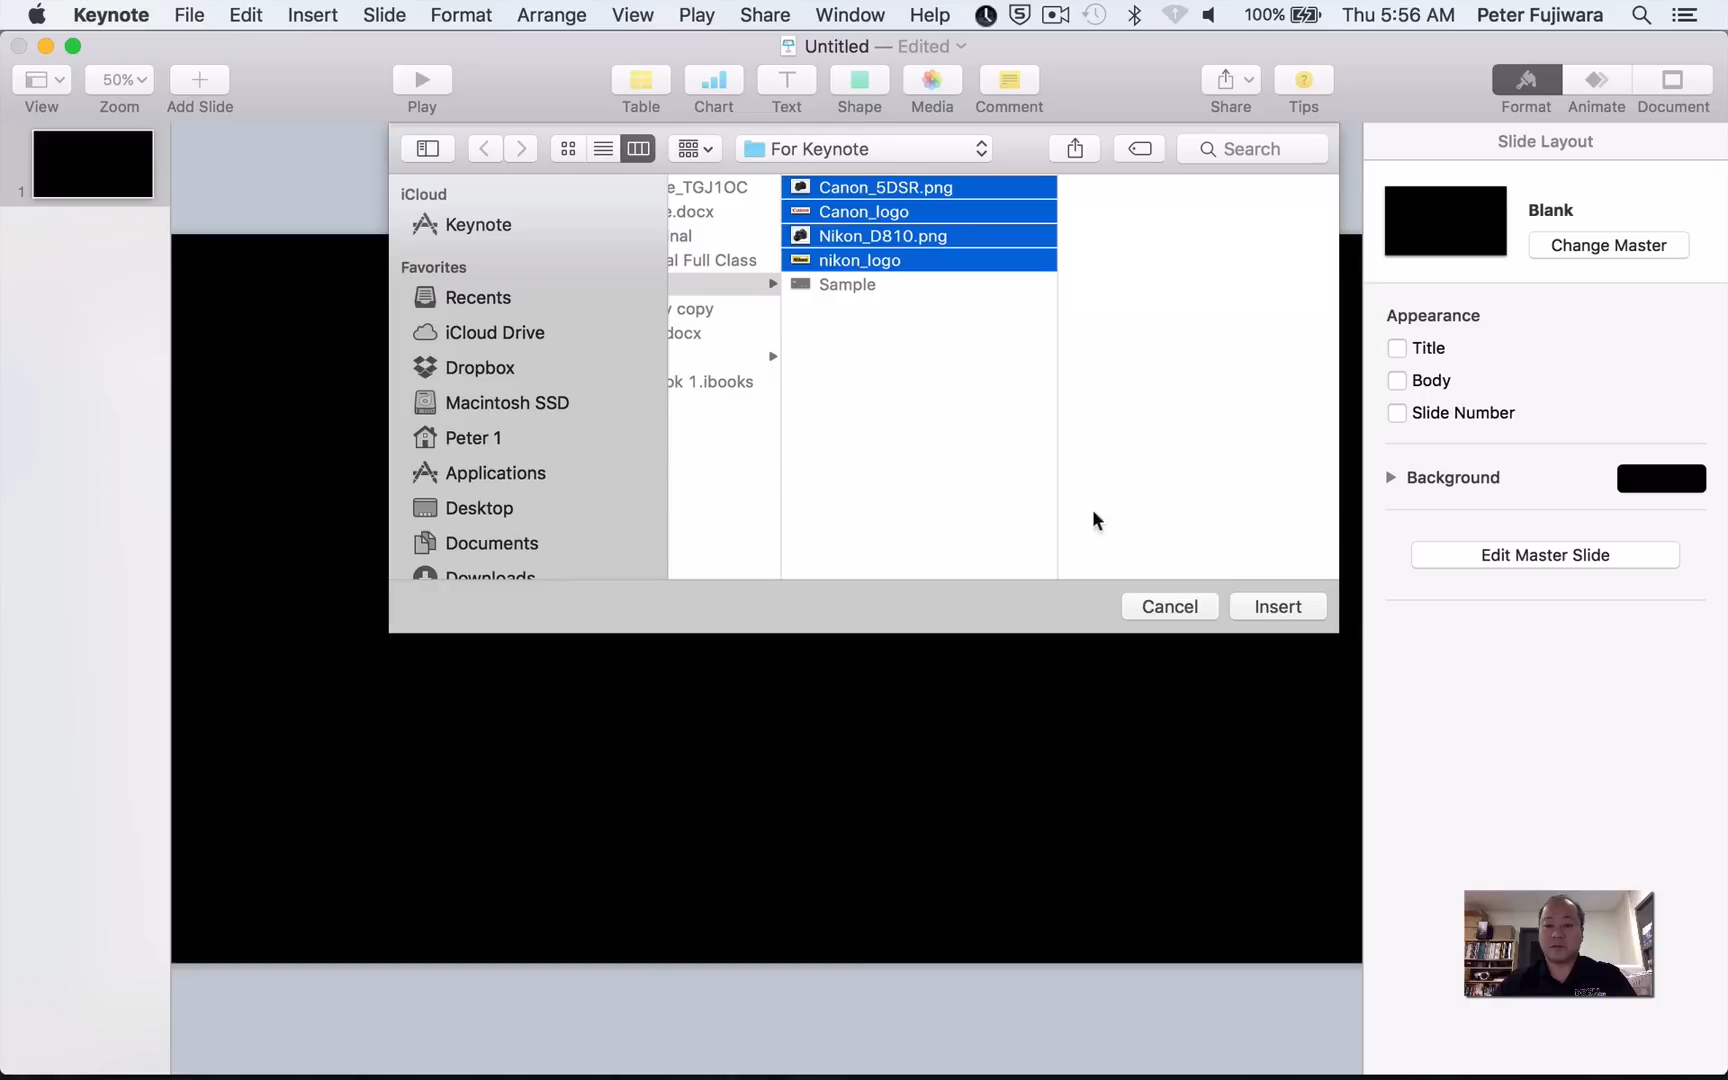 Keynote File Edit Insert Slide Format Arrange View Play Share Window Help 5 100% Thu 5:56 AM Peter Fujiwara
Untitled — Edited
50%
View Zoom Add Slide Play Table Chart Text Shape Media Comment Share Tips Format Animate Document
For Keynote
Search
iCloud
Keynote
Favorites
Recents
iCloud Drive
Dropbox
Macintosh SSD
Peter 1
Applications
Desktop
Documents
Downloads
e_TGJ1OC
e.docx
nal
al Full Class
y copy
docx
ok 1.ibooks
Canon_5DSR.png
Canon_logo
Nikon_D810.png
nikon_logo
Sample
Cancel Insert
1
Slide Layout
Blank
Change Master
Appearance
Title
Body
Slide Number
Background
Edit Master Slide